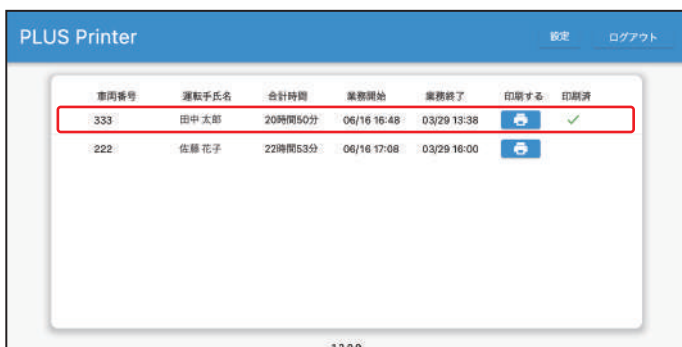 PLUS Printer 設定 ログアウト
車両番号 運転手氏名 合計時間 業務開始 業務終了 印刷する 印刷済
333 田中 太郎 20時間50分 06/16 16:48 03/29 13:38
222 佐藤 花子 22時間53分 06/16 17:08 03/29 16:00